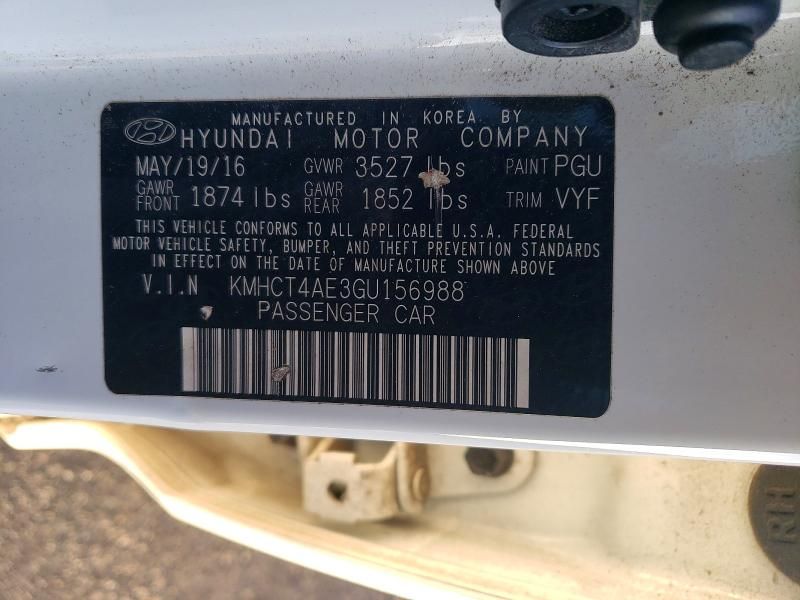 MANUFACTURED IN KOREA BY
HYUNDAI MOTOR COMPANY
MAY/19/16 GVWR 3527 lbs PAINT PGU
GAWR FRONT 1874 lbs GAWR REAR 1852 lbs TRIM VYF
THIS VEHICLE CONFORMS TO ALL APPLICABLE U.S.A. FEDERAL
MOTOR VEHICLE SAFETY, BUMPER, AND THEFT PREVENTION STANDARDS
IN EFFECT ON THE DATE OF MANUFACTURE SHOWN ABOVE
V.I.N KMHCT4AE3GU156988
PASSENGER CAR
RH